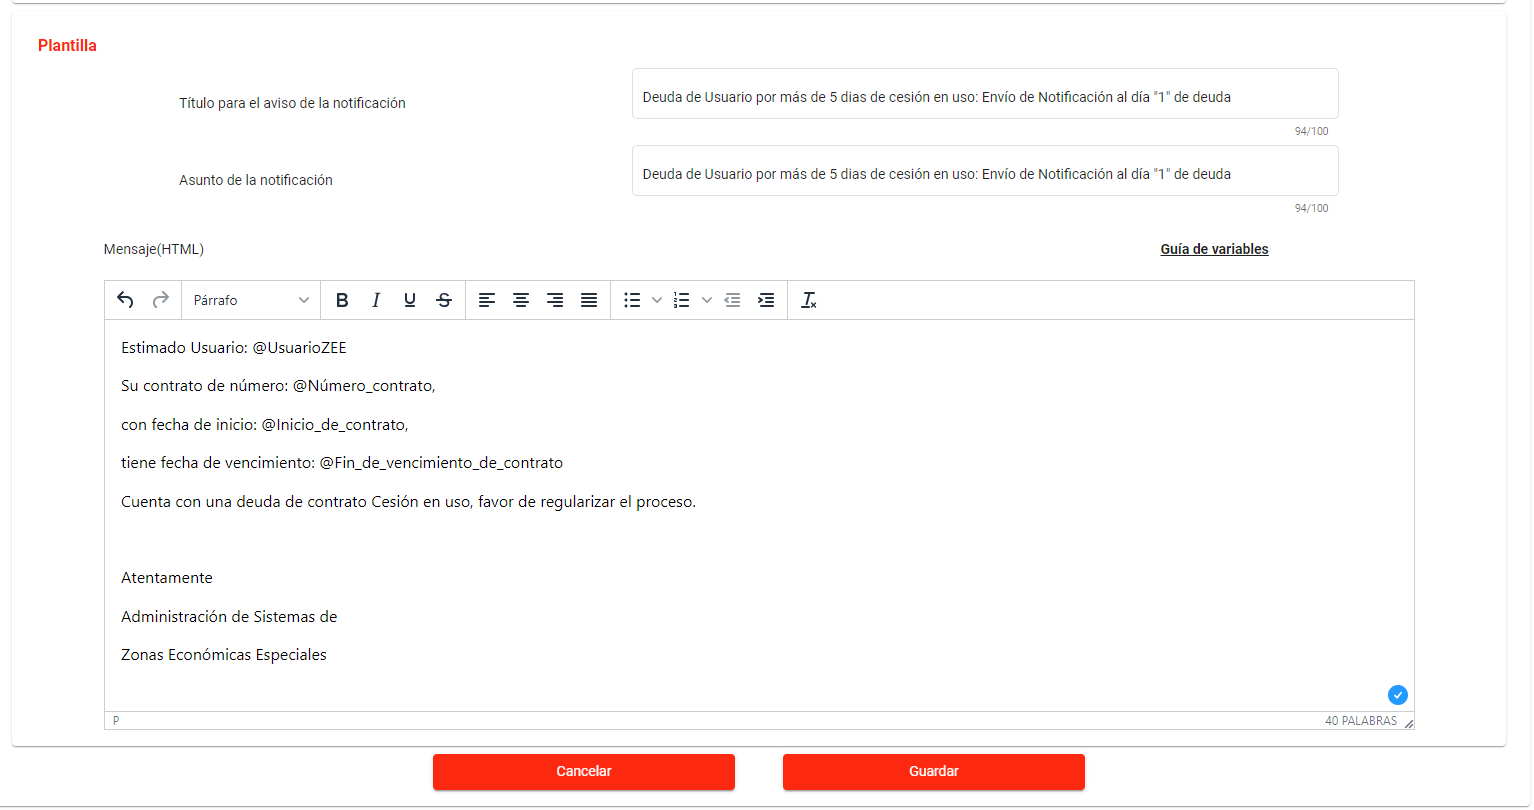 Plantilla
Título para el aviso de la notificación
Deuda de Usuario por más de 5 dias de cesión en uso: Envío de Notificación al día "1" de deuda
94/100
Asunto de la notificación
Deuda de Usuario por más de 5 dias de cesión en uso: Envío de Notificación al día "1" de deuda
94/100
Mensaje(HTML)
Guía de variables
Párrafo
Estimado Usuario: @UsuarioZEE
Su contrato de número: @Número_contrato,
con fecha de inicio: @Inicio_de_contrato,
tiene fecha de vencimiento: @Fin_de_vencimiento_de_contrato
Cuenta con una deuda de contrato Cesión en uso, favor de regularizar el proceso.
Atentamente
Administración de Sistemas de
Zonas Económicas Especiales
P
40 PALABRAS
Cancelar
Guardar